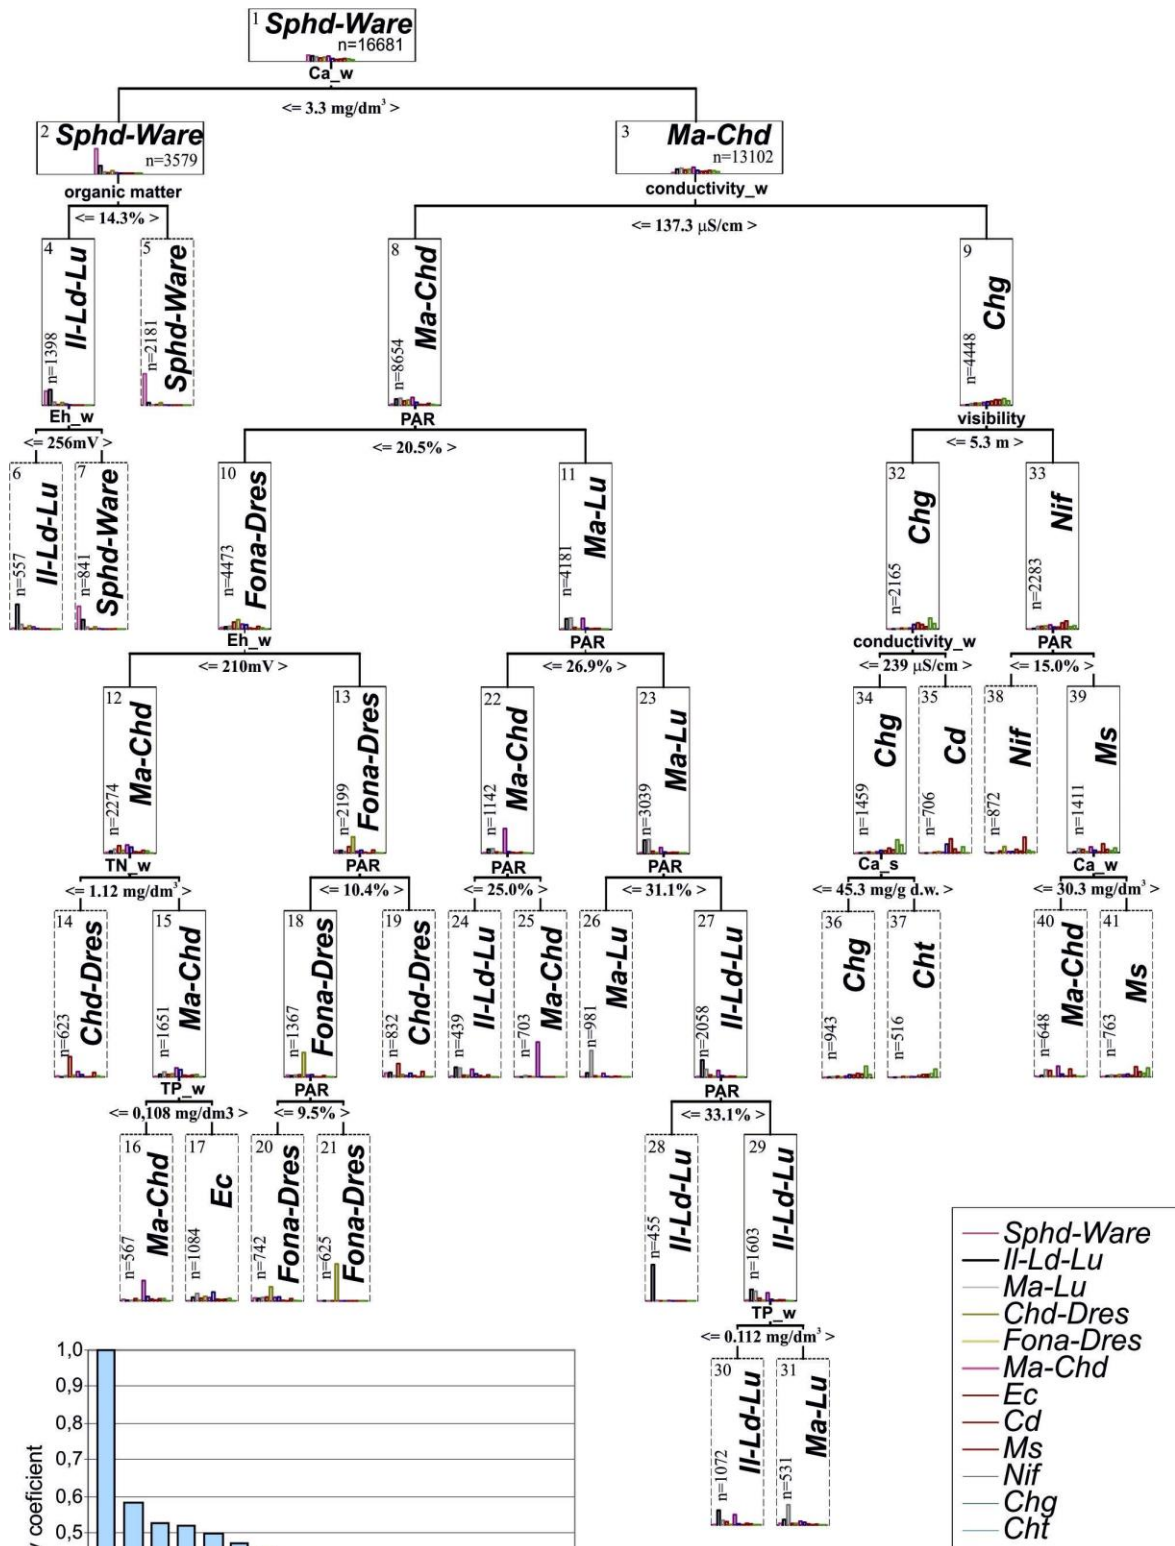 1 Sphd-Ware
n=16681
Ca_w
<= 3.3 mg/dm³ >
2 Sphd-Ware
n=3579
organic matter
<= 14.3% >
3 Ma-Chd
n=13102
conductivity_w
<= 137.3 µS/cm >
4 Il-Ld-Lu n=1398
Eh_w
<= 256mV >
5 Sphd-Ware n=2181
8 Ma-Chd n=8654
PAR
<= 20.5% >
9 Chg n=4448
visibility
<= 5.3 m >
6 Il-Ld-Lu n=557
7 Sphd-Ware n=841
10 Fona-Dres n=4473
Eh_w
<= 210mV >
11 Ma-Lu n=4181
PAR
<= 26.9% >
32 Chg n=2165
conductivity_w
<= 239 µS/cm >
33 Nif n=2283
PAR
<= 15.0% >
12 Ma-Chd n=2274
TN_w
<= 1.12 mg/dm³ >
13 Fona-Dres n=2199
PAR
<= 10.4% >
22 Ma-Chd n=1142
PAR
<= 25.0% >
23 Ma-Lu n=3039
PAR
<= 31.1% >
34 Chg n=1459
Ca_s
<= 45.3 mg/g d.w. >
35 Cd n=706
38 Nif n=872
39 Ms n=1411
Ca_w
<= 30.3 mg/dm³ >
14 Chd-Dres n=623
15 Ma-Chd n=1651
TP_w
<= 0,108 mg/dm3 >
18 Fona-Dres n=1367
PAR
<= 9.5% >
19 Chd-Dres n=832
24 Il-Ld-Lu n=439
25 Ma-Chd n=703
26 Ma-Lu n=981
27 Il-Ld-Lu n=2058
PAR
<= 33.1% >
36 Chg n=943
37 Cht n=516
40 Ma-Chd n=648
41 Ms n=763
16 Ma-Chd n=567
17 Ec n=1084
20 Fona-Dres n=742
21 Fona-Dres n=625
28 Il-Ld-Lu n=455
29 Il-Ld-Lu n=1603
TP_w
<= 0.112 mg/dm³ >
30 Il-Ld-Lu n=1072
31 Ma-Lu n=531
Sphd-Ware
Il-Ld-Lu
Ma-Lu
Chd-Dres
Fona-Dres
Ma-Chd
Ec
Cd
Ms
Nif
Chg
Cht
1,0
0,9
0,8
0,7
0,6
0,5
coeficient